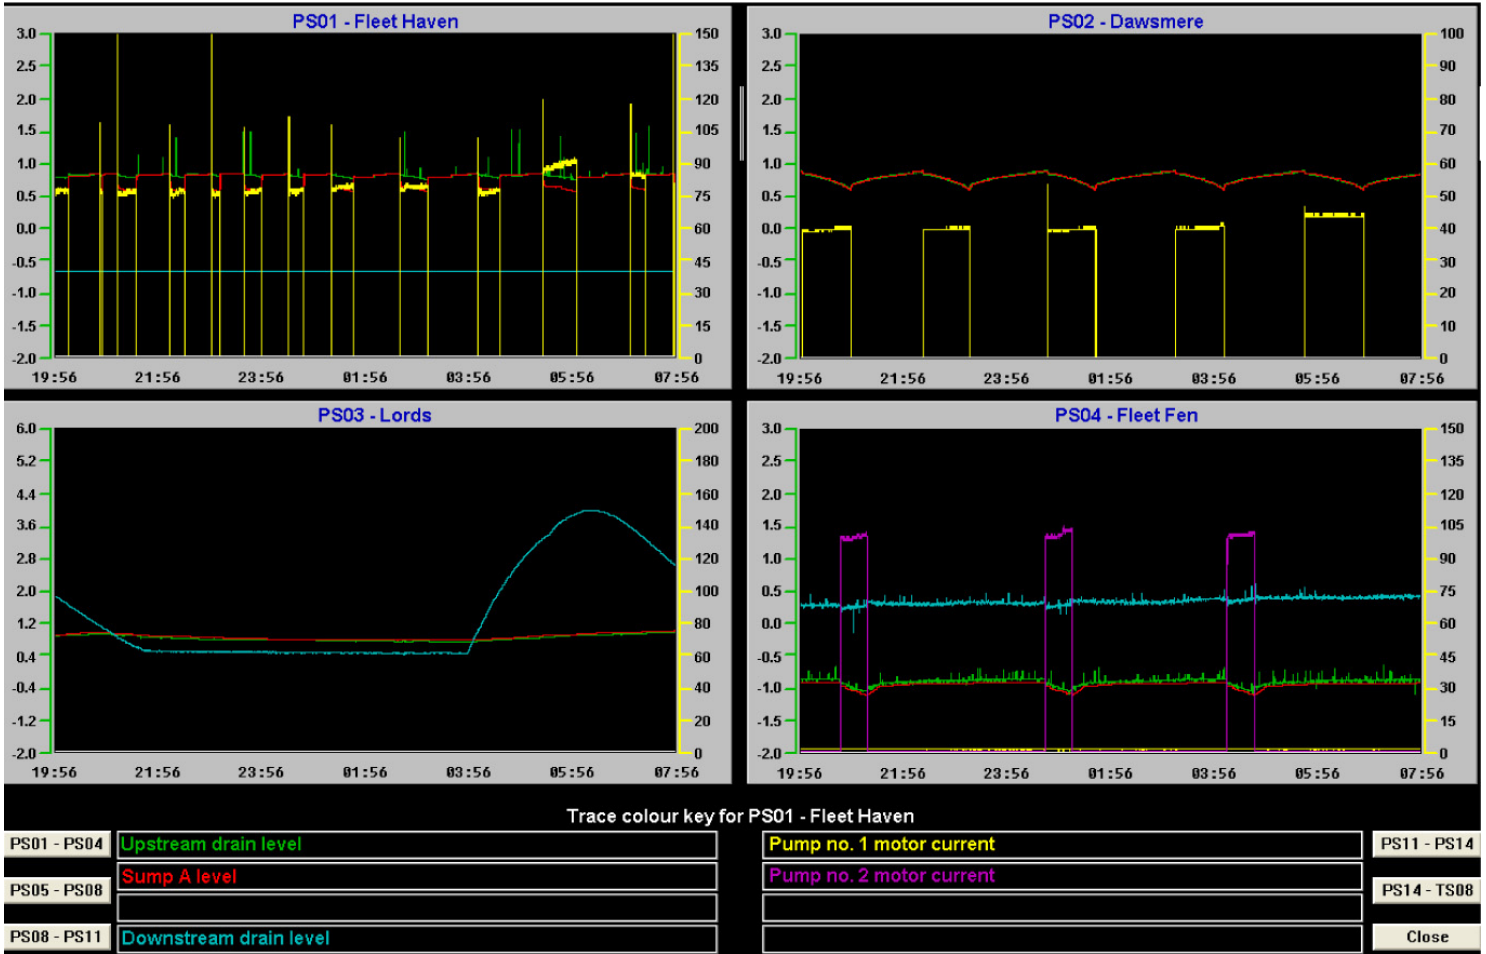 PS01 - Fleet Haven
3.0 2.5 2.0 1.5 1.0 0.5 0.0 -0.5 -1.0 -1.5 -2.0
150 135 120 105 90 75 60 45 30 15 0
19:56 21:56 23:56 01:56 03:56 05:56 07:56
PS02 - Dawsmere
3.0 2.5 2.0 1.5 1.0 0.5 0.0 -0.5 -1.0 -1.5 -2.0
100 90 80 70 60 50 40 30 20 10 0
19:56 21:56 23:56 01:56 03:56 05:56 07:56
PS03 - Lords
6.0 5.2 4.4 3.6 2.8 2.0 1.2 0.4 -0.4 -1.2 -2.0
200 180 160 140 120 100 80 60 40 20 0
19:56 21:56 23:56 01:56 03:56 05:56 07:56
PS04 - Fleet Fen
3.0 2.5 2.0 1.5 1.0 0.5 0.0 -0.5 -1.0 -1.5 -2.0
150 135 120 105 90 75 60 45 30 15 0
19:56 21:56 23:56 01:56 03:56 05:56 07:56
Trace colour key for PS01 - Fleet Haven
PS01 - PS04 Upstream drain level Pump no. 1 motor current PS11 - PS14
Sump A level Pump no. 2 motor current
PS05 - PS08 PS14 - TS08
PS08 - PS11 Downstream drain level Close